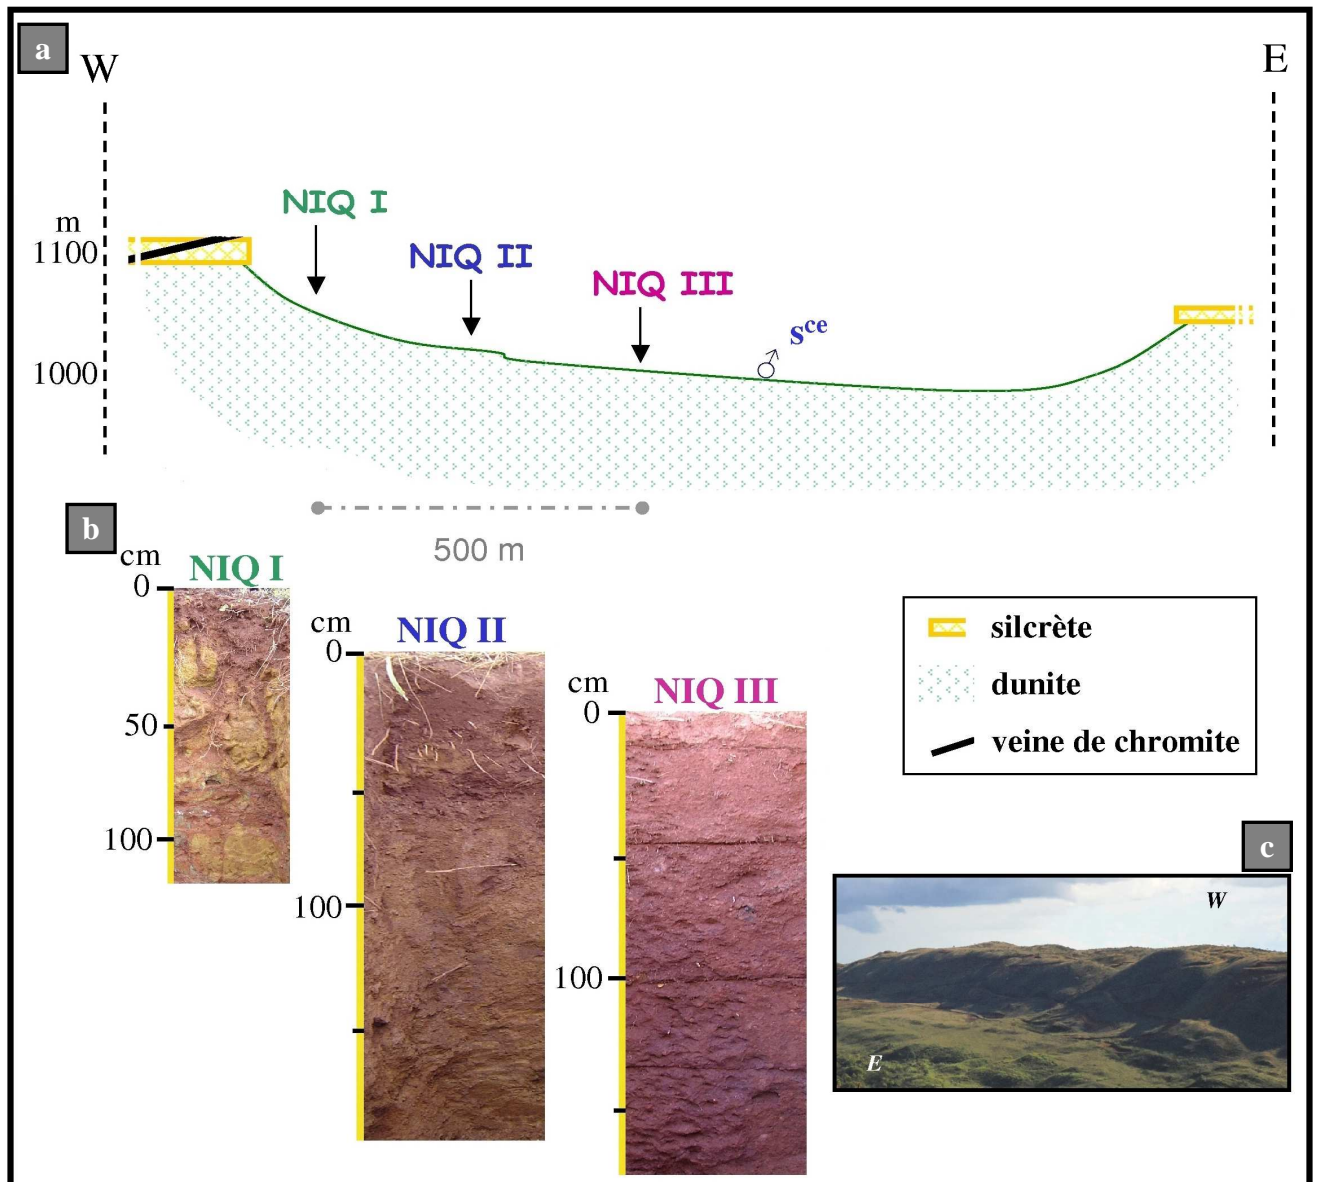 a
W
E
NIQ I
m
1100
NIQ II
NIQ III
sce
1000
500 m
b
cm
NIQ I
0
50
100
cm
NIQ II
0
100
cm
NIQ III
0
100
silcrète
dunite
veine de chromite
c
W
E